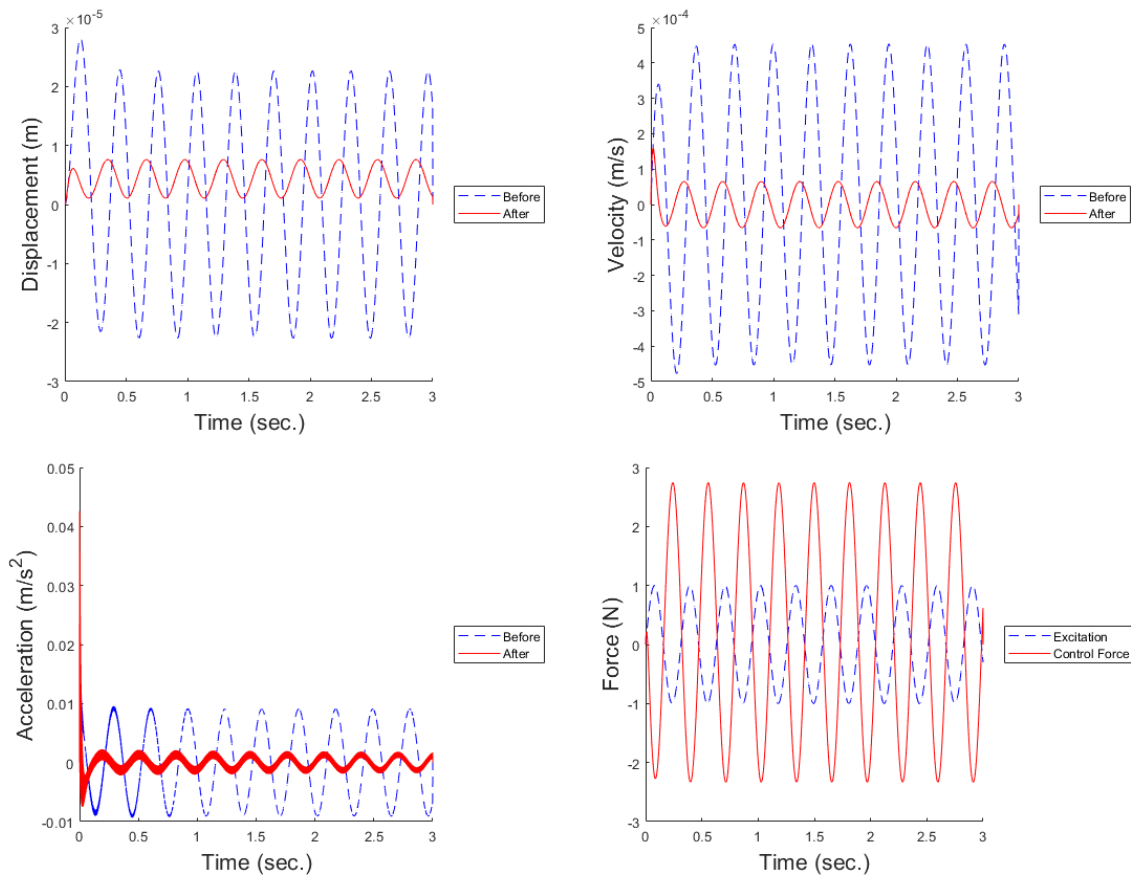 ×10⁻⁵
3
2
1
0
-1
-2
-3
Displacement (m)
0 0.5 1 1.5 2 2.5 3
Time (sec.)
Before
After
×10⁻⁴
5
4
3
2
1
0
-1
-2
-3
-4
-5
Velocity (m/s)
0 0.5 1 1.5 2 2.5 3
Time (sec.)
Before
After
0.05
0.04
0.03
0.02
0.01
0
-0.01
Acceleration (m/s²)
0 0.5 1 1.5 2 2.5 3
Time (sec.)
Before
After
3
2
1
0
-1
-2
-3
Force (N)
0 0.5 1 1.5 2 2.5 3
Time (sec.)
Excitation
Control Force